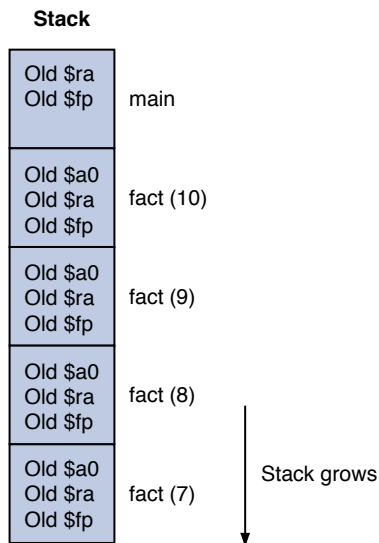 Stack
Old $ra
Old $fp
main
Old $a0
Old $ra
Old $fp
fact (10)
Old $a0
Old $ra
Old $fp
fact (9)
Old $a0
Old $ra
Old $fp
fact (8)
Old $a0
Old $ra
Old $fp
fact (7)
Stack grows